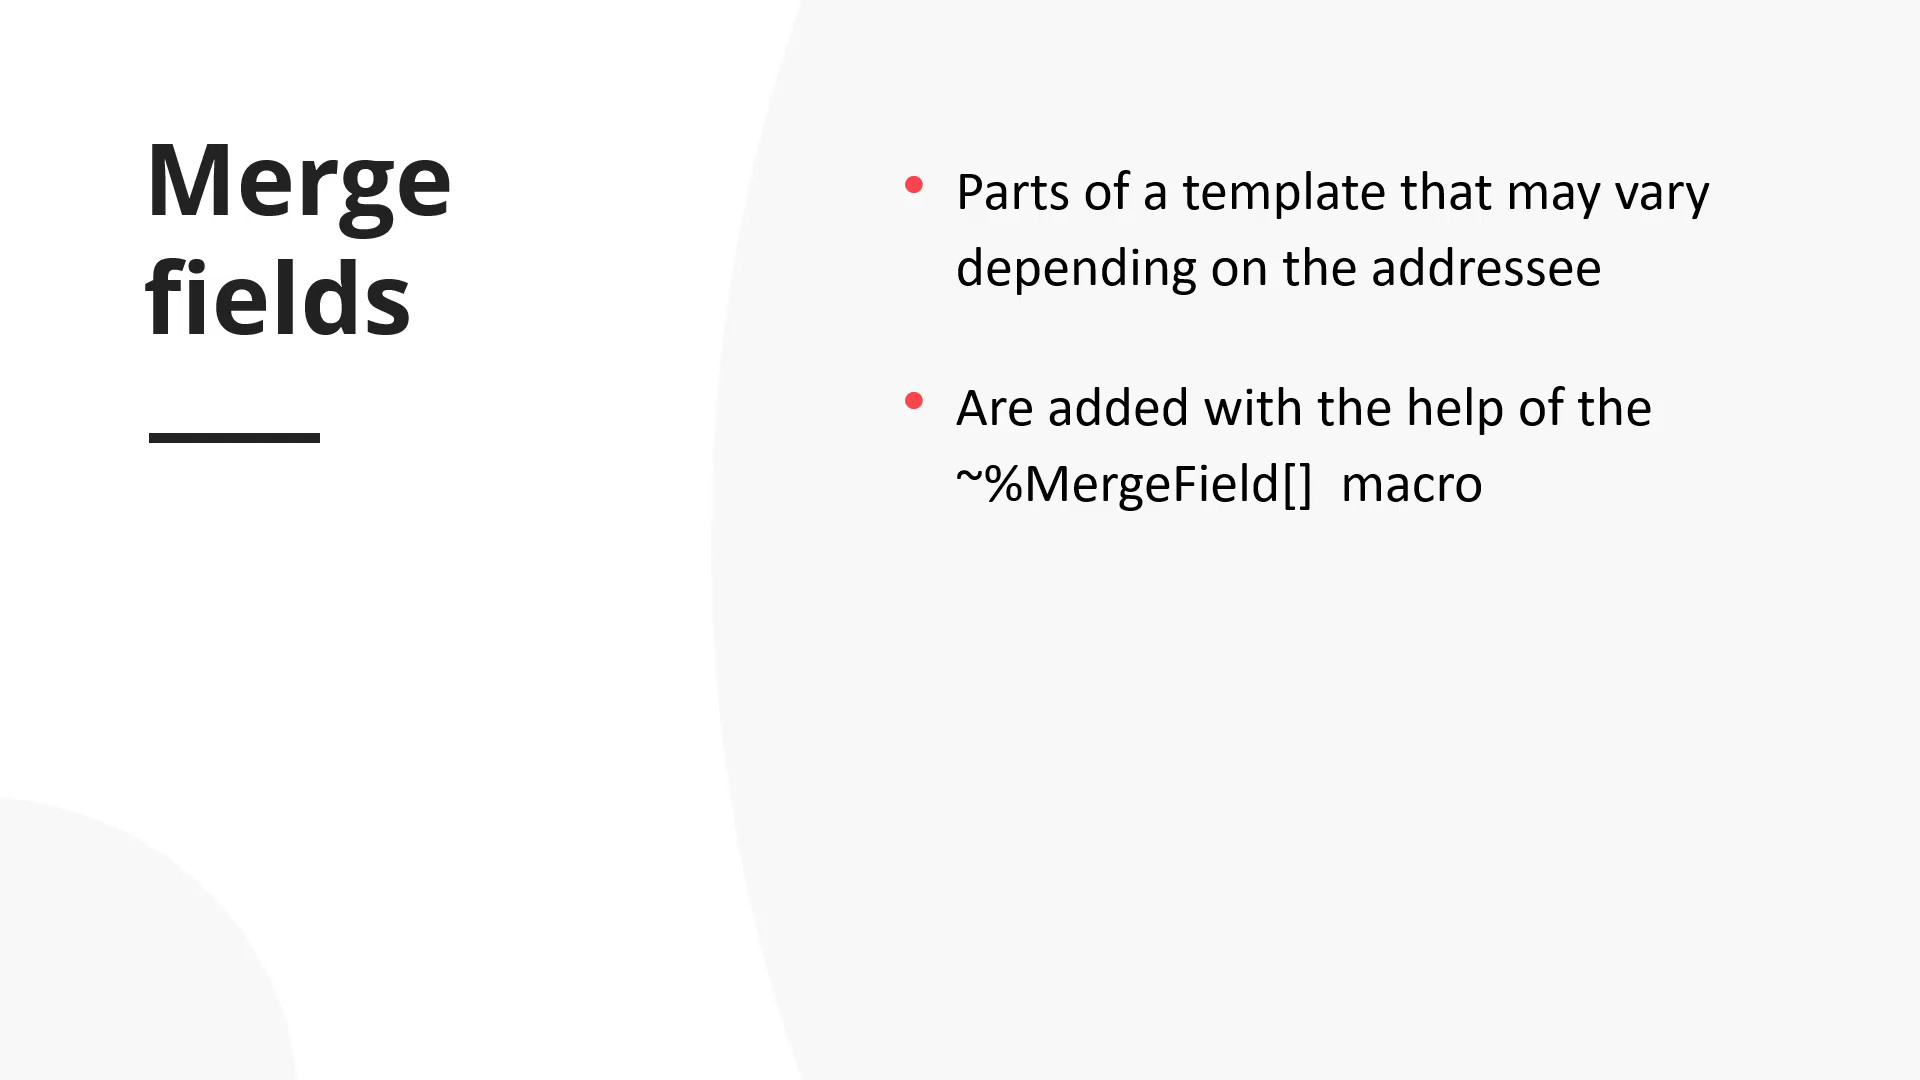 Merge
fields
Parts of a template that may vary
depending on the addressee
Are added with the help of the
~%MergeField[]  macro